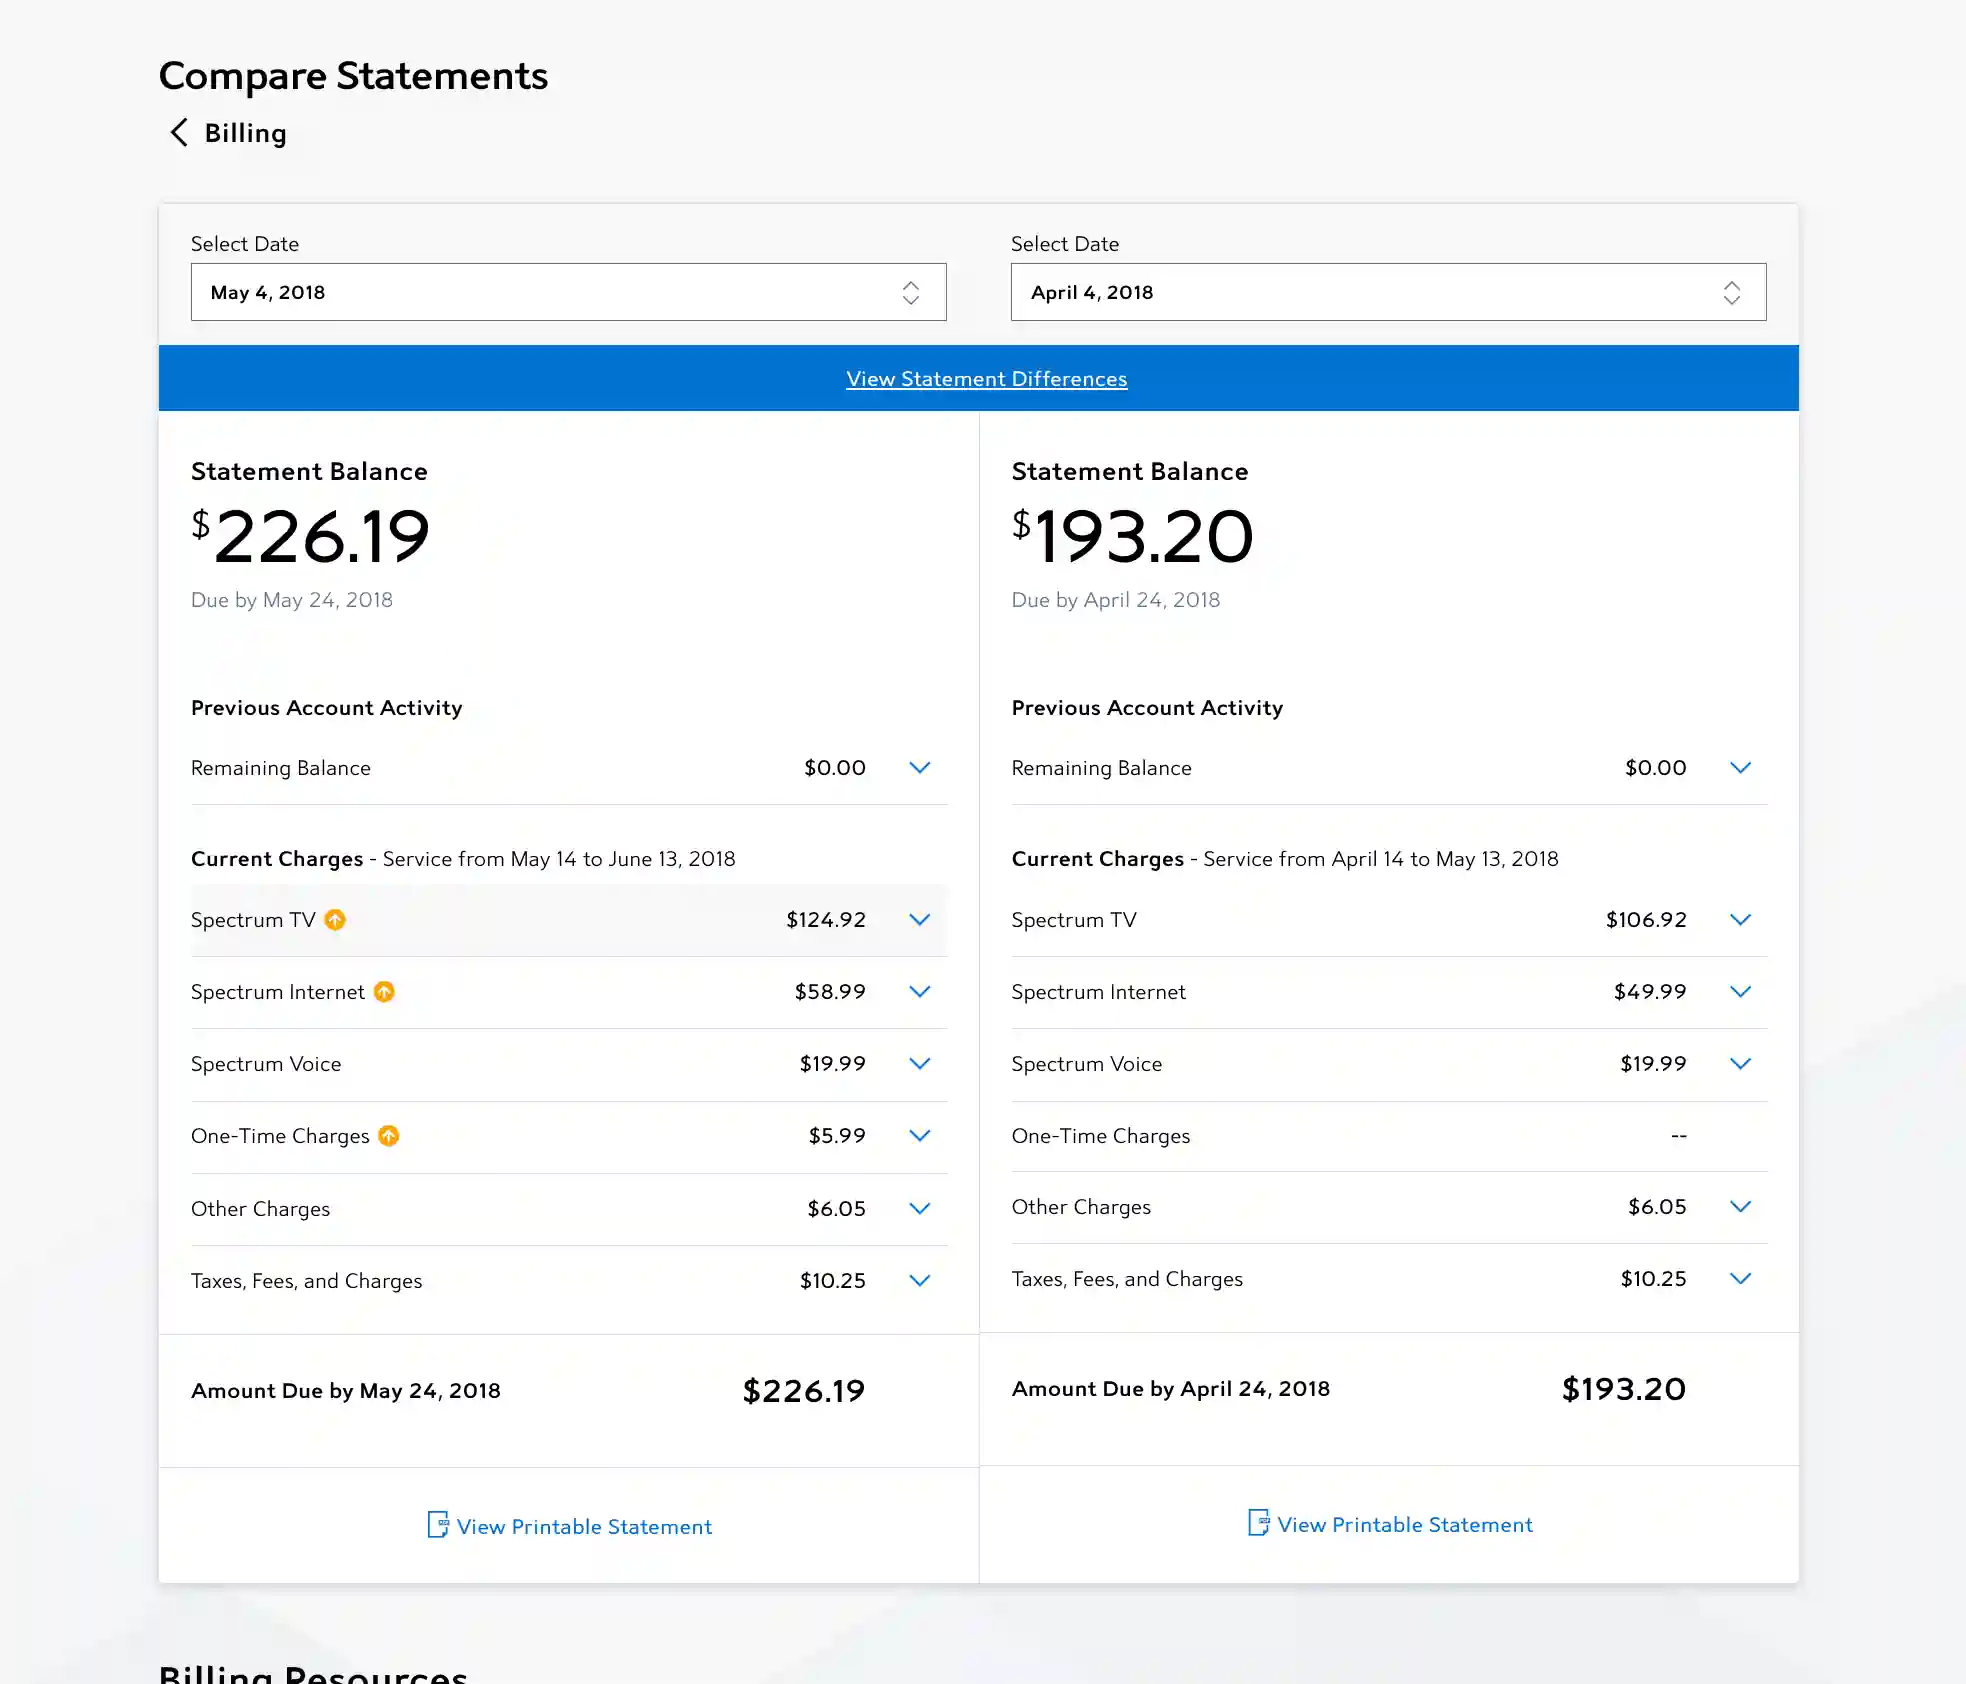 Compare Statements
Billing
Select Date
May 4, 2018
Select Date
April 4, 2018
View Statement Differences
Statement Balance
$226.19
Due by May 24, 2018
Previous Account Activity
Remaining Balance $0.00
Current Charges - Service from May 14 to June 13, 2018
Spectrum TV $124.92
Spectrum Internet $58.99
Spectrum Voice $19.99
One-Time Charges $5.99
Other Charges $6.05
Taxes, Fees, and Charges $10.25
Amount Due by May 24, 2018 $226.19
View Printable Statement
Statement Balance
$193.20
Due by April 24, 2018
Previous Account Activity
Remaining Balance $0.00
Current Charges - Service from April 14 to May 13, 2018
Spectrum TV $106.92
Spectrum Internet $49.99
Spectrum Voice $19.99
One-Time Charges --
Other Charges $6.05
Taxes, Fees, and Charges $10.25
Amount Due by April 24, 2018 $193.20
View Printable Statement
Billing Resources